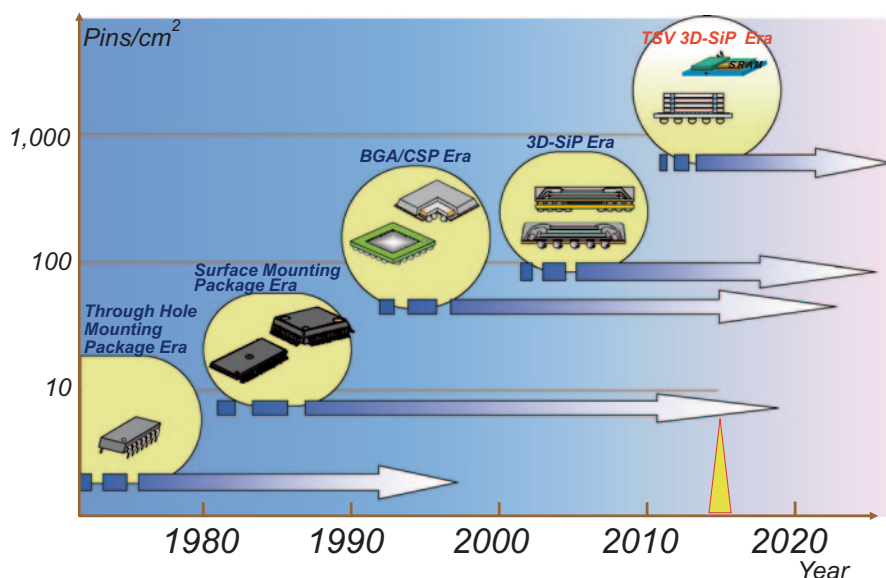 Pins/cm²
TSV 3D-SiP Era
SRAM
1,000
BGA/CSP Era
3D-SiP Era
100
Surface Mounting
Package Era
Through Hole
Mounting
Package Era
10
1980 1990 2000 2010 2020
Year